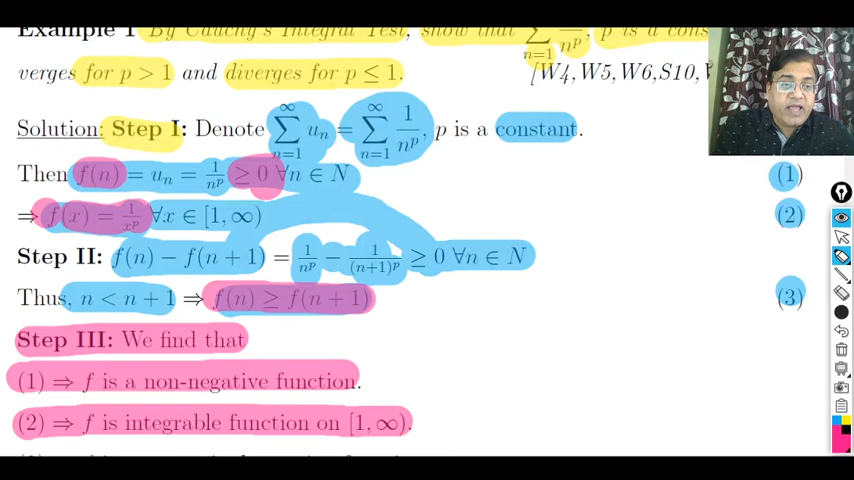 Example 1 By Cauchy's Integral Test, show that ∑_{n=1} 1/n^p, p is a cons
verges for p > 1 and diverges for p ≤ 1. [W4,W5,W6,S10,
Solution: Step I: Denote ∑_{n=1}^{∞} u_n = ∑_{n=1}^{∞} 1/n^p, p is a constant.
Then f(n) = u_n = 1/n^p ≥ 0 ∀n ∈ N (1)
⇒ f(x) = 1/x^p ∀x ∈ [1, ∞) (2)
Step II: f(n) − f(n + 1) = 1/n^p − 1/(n+1)^p ≥ 0 ∀n ∈ N
Thus, n < n + 1 ⇒ f(n) ≥ f(n + 1) (3)
Step III: We find that
(1) ⇒ f is a non-negative function.
(2) ⇒ f is integrable function on [1, ∞).